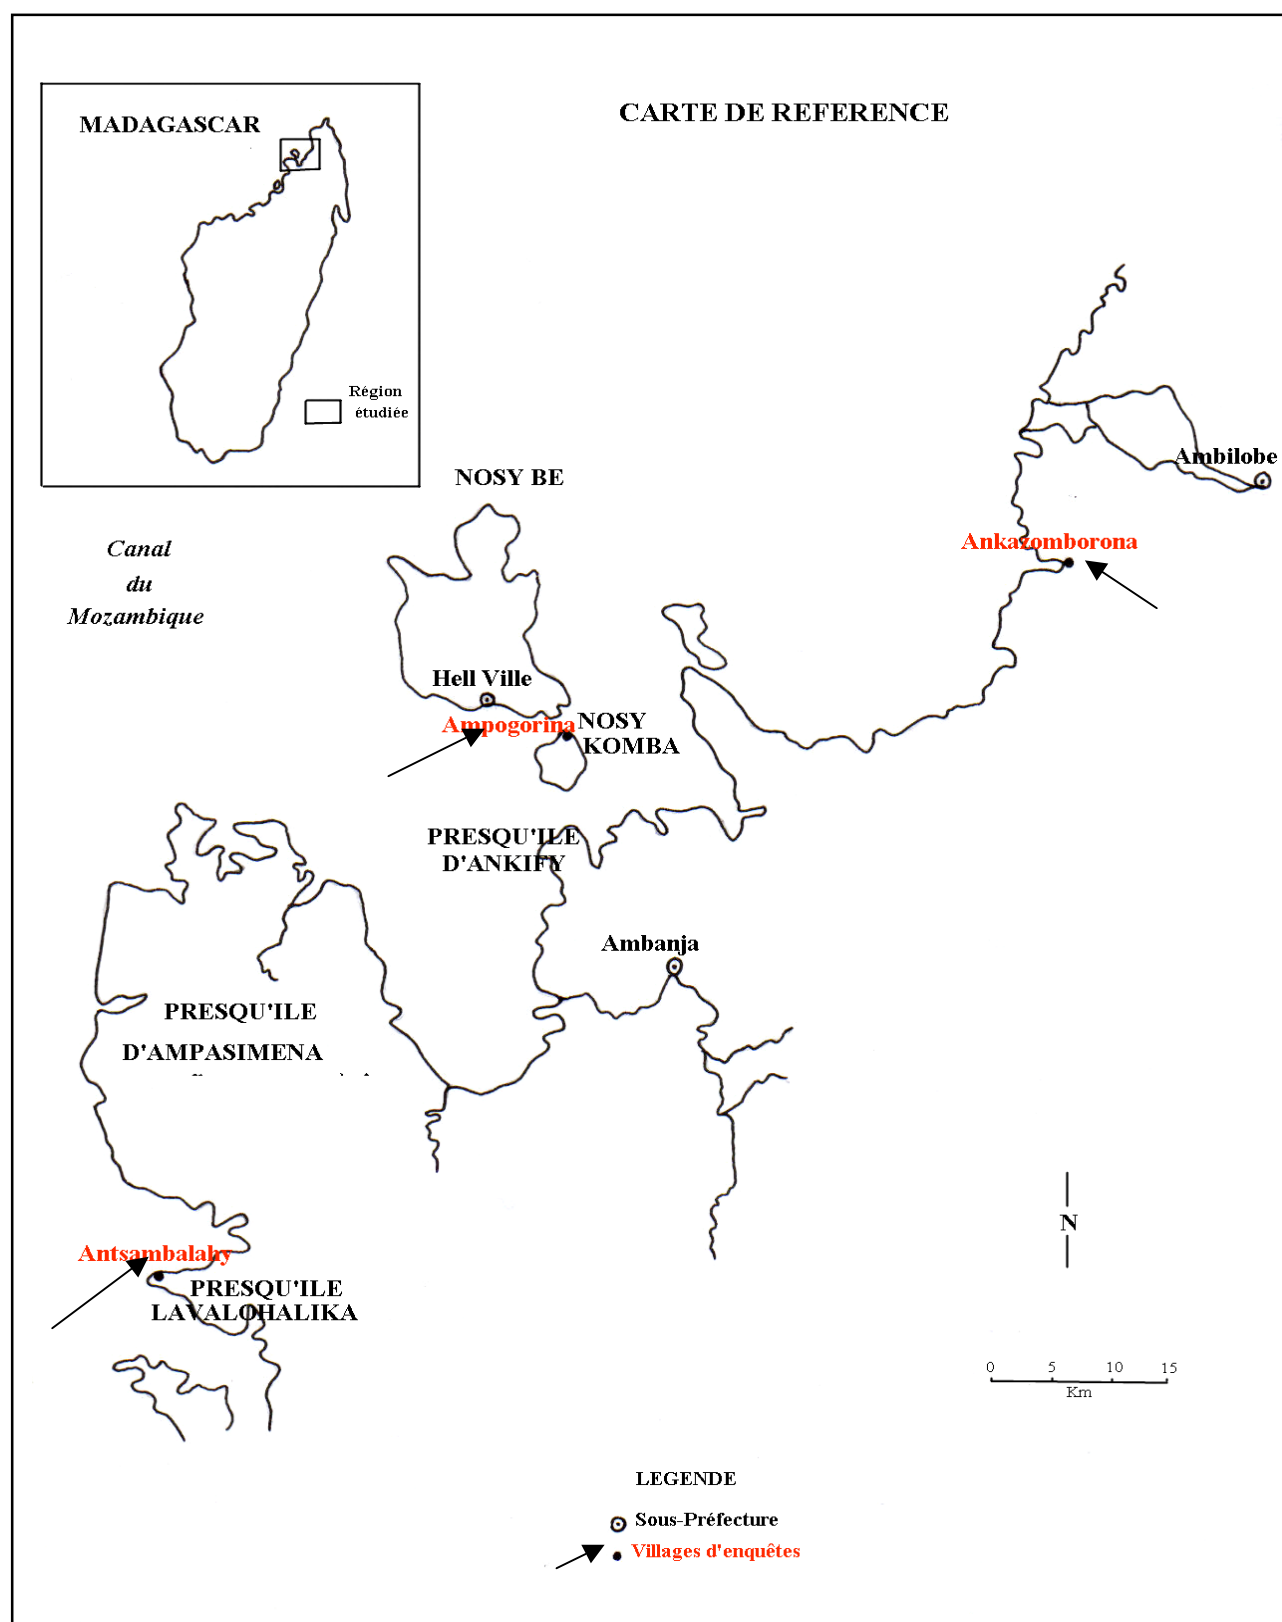 CARTE DE REFERENCE
MADAGASCAR
Région
étudiée
NOSY BE
Ambilobe
Canal
du
Mozambique
Ankazomborona
Hell Ville
Ampogorina
NOSY
KOMBA
PRESQU'ILE
D'ANKIFY
Ambanja
PRESQU'ILE
D'AMPASIMENA
Antsambalahy
PRESQU'ILE
LAVALOHALIKA
N
0 5 10 15
Km
LEGENDE
Sous-Préfecture
Villages d'enquêtes